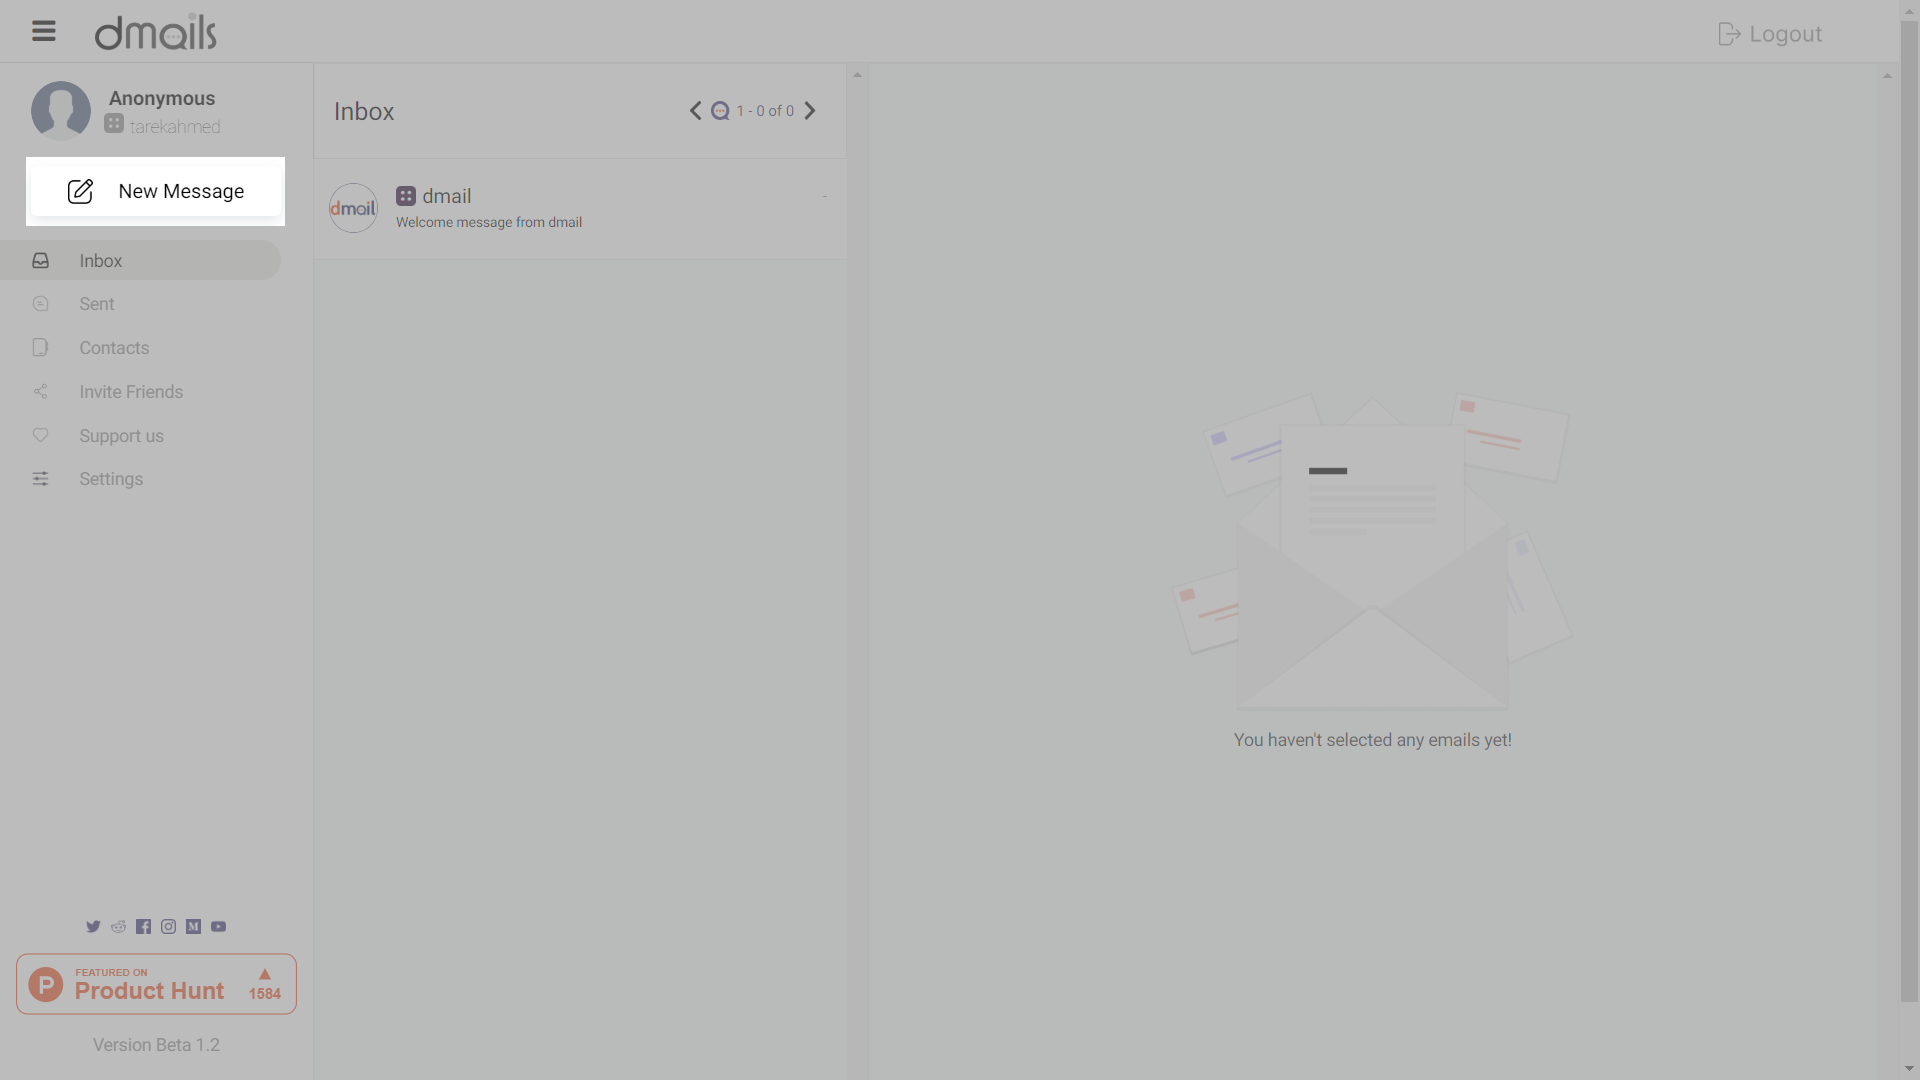 dmails
Logout
Anonymous
tarekahmed
New Message
Inbox
Sent
Contacts
Invite Friends
Support us
Settings
FEATURED ON
P Product Hunt
1584
Version Beta 1.2
Inbox
1 - 0 of 0
dmail
dmail
-
Welcome message from dmail
You haven't selected any emails yet!